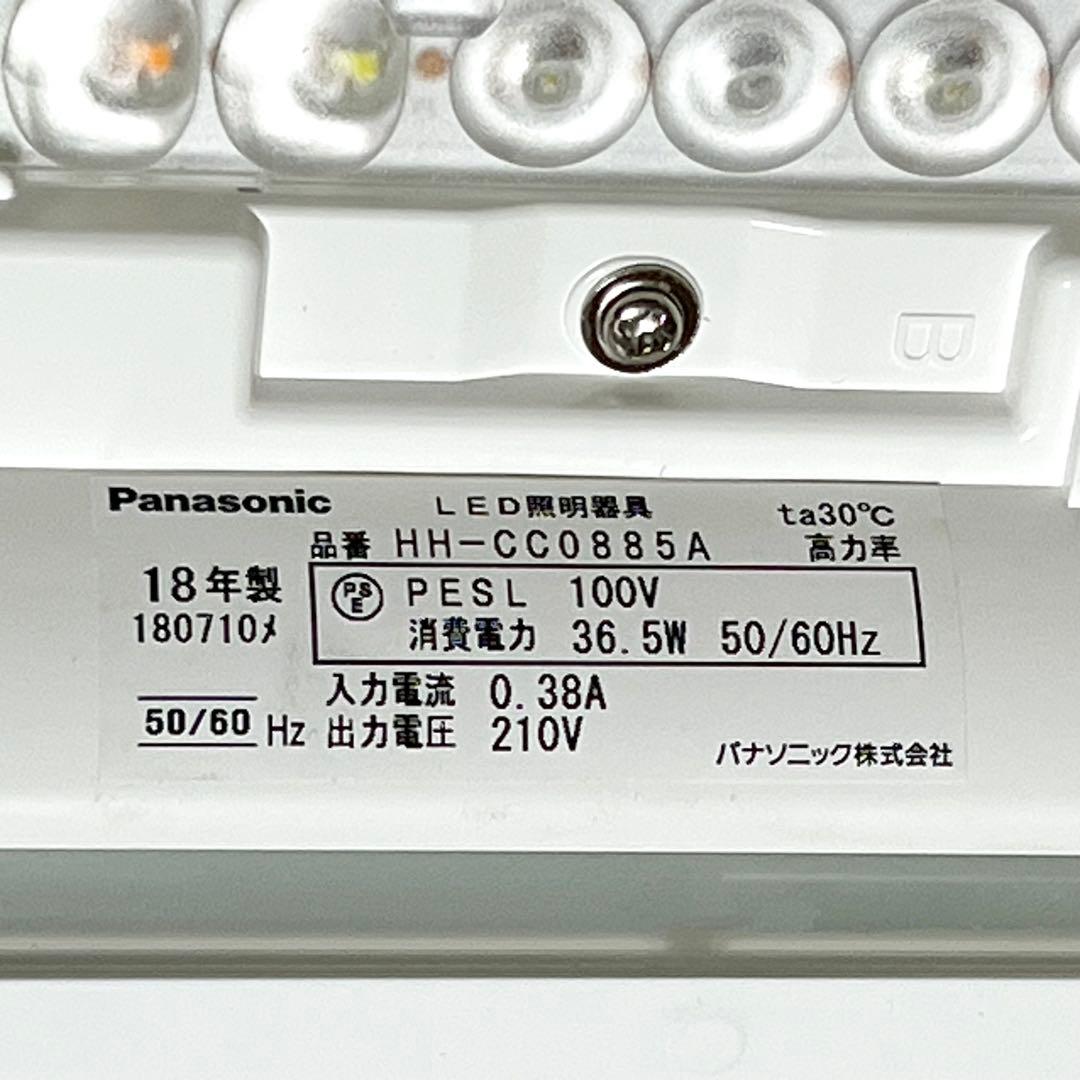 B
Panasonic LED照明器具 ta30℃
品番 HH-CC0885A 高力率
18年製 PSE PESL 100V
180710メ 消費電力 36.5W 50/60Hz
入力電流 0.38A
50/60 Hz 出力電圧 210V
パナソニック株式会社